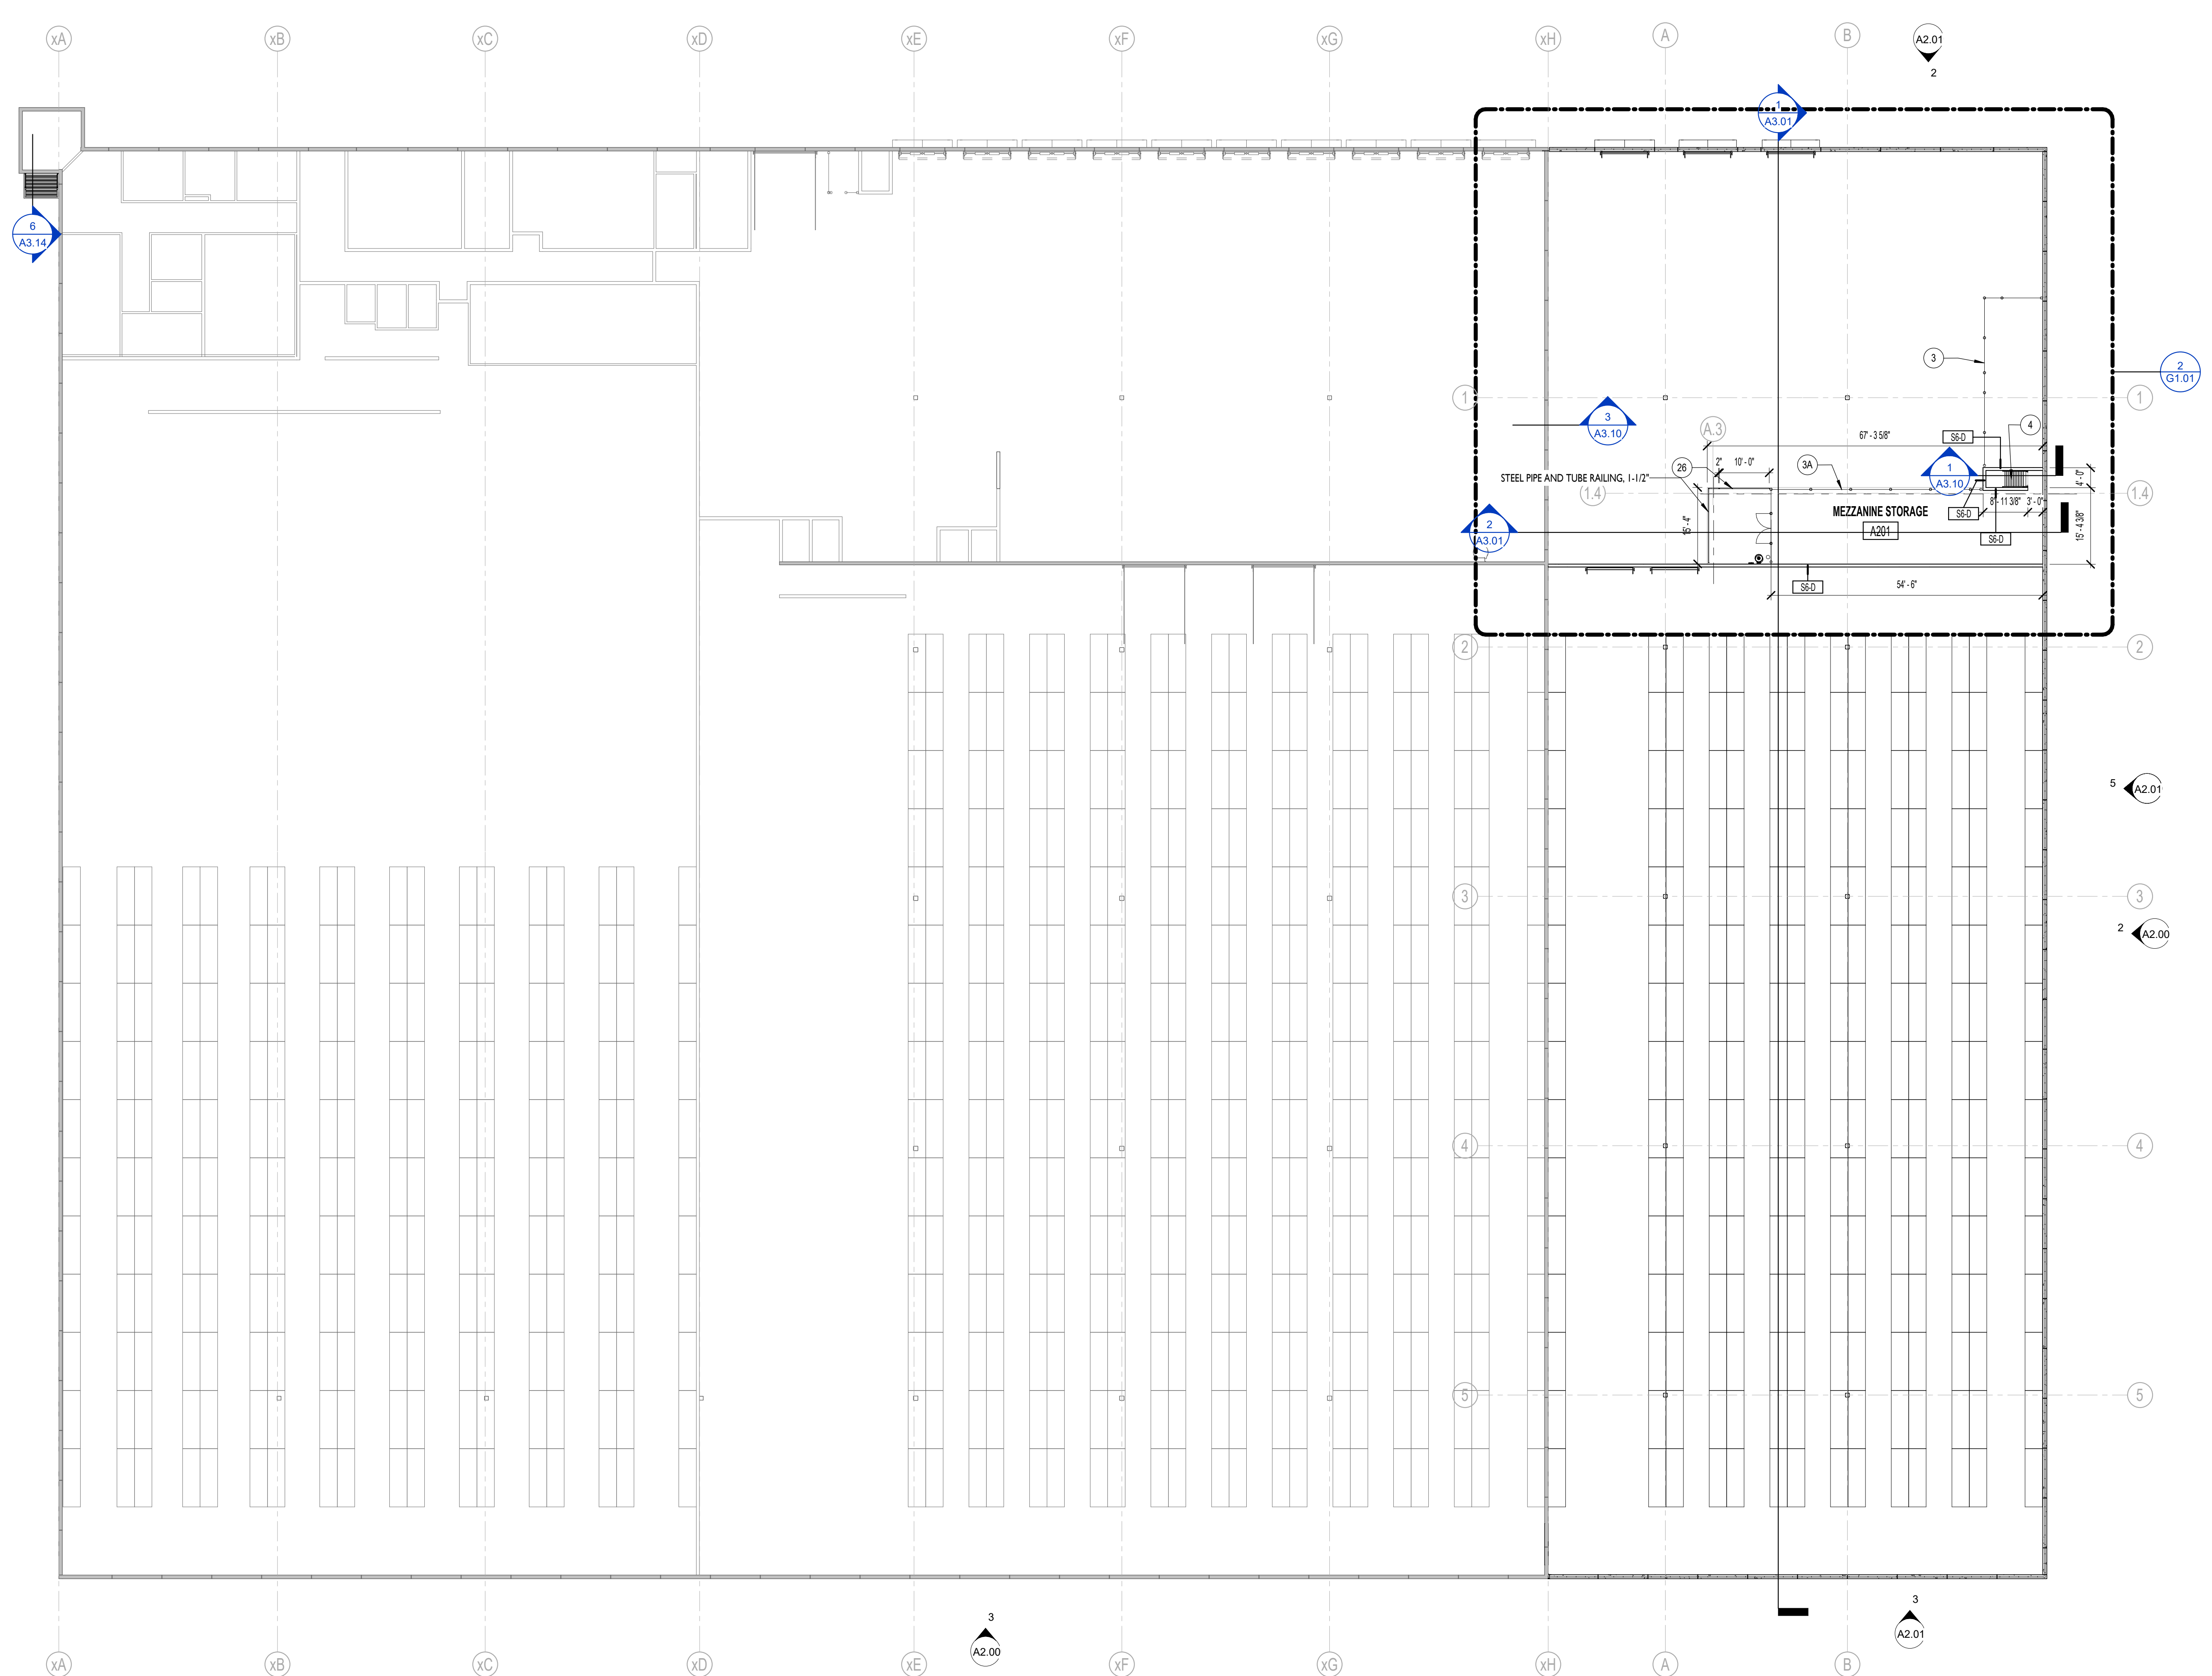 xA
xB
xC
xD
xE
xF
xG
xH
A
B
A2.01
2
1
A3.01
6
A3.14
3
2
G1.01
1
1
3
A3.10
A.3
67' - 3 5/8"
S6-D
4
26
2"
10' - 0"
3A
1
A3.10
4' - 0"
STEEL PIPE AND TUBE RAILING, 1-1/2"
1.4
1.4
8' - 11 3/8"
3' - 0"
MEZZANINE STORAGE
S6-D
2
A3.01
15' - 4"
A201
S6-D
15' - 4 3/8"
S6-D
54' - 6"
2
2
5
A2.01
3
3
2
A2.00
4
4
5
5
3
A2.00
3
A2.01
xA
xB
xC
xD
xE
xF
xG
xH
A
B